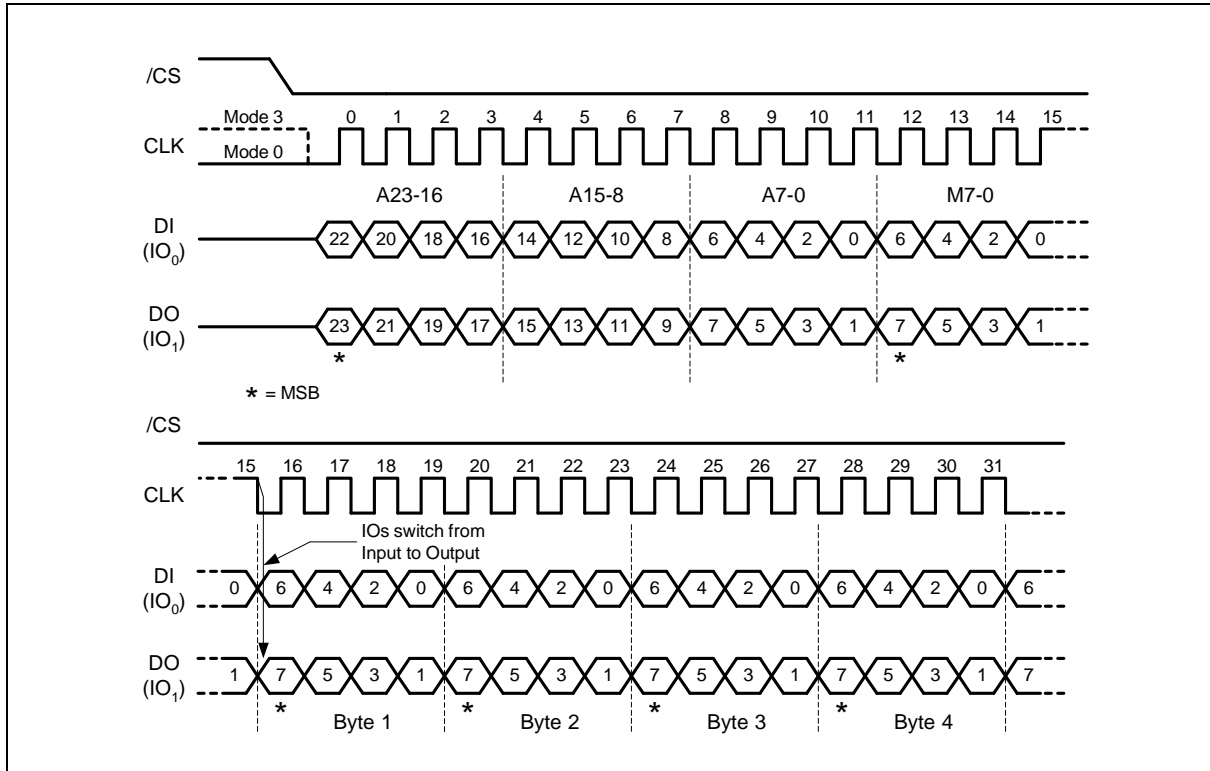 /CS
Mode 3 0 1 2 3 4 5 6 7 8 9 10 11 12 13 14 15
CLK Mode 0
A23-16 A15-8 A7-0 M7-0
DI 22 20 18 16 14 12 10 8 6 4 2 0 6 4 2 0
(IO0)
DO 23 21 19 17 15 13 11 9 7 5 3 1 7 5 3 1
(IO1)
* *
* = MSB
/CS
15 16 17 18 19 20 21 22 23 24 25 26 27 28 29 30 31
CLK
IOs switch from
Input to Output
DI 0 6 4 2 0 6 4 2 0 6 4 2 0 6 4 2 0 6
(IO0)
DO 1 7 5 3 1 7 5 3 1 7 5 3 1 7 5 3 1 7
(IO1)
* * * *
Byte 1 Byte 2 Byte 3 Byte 4